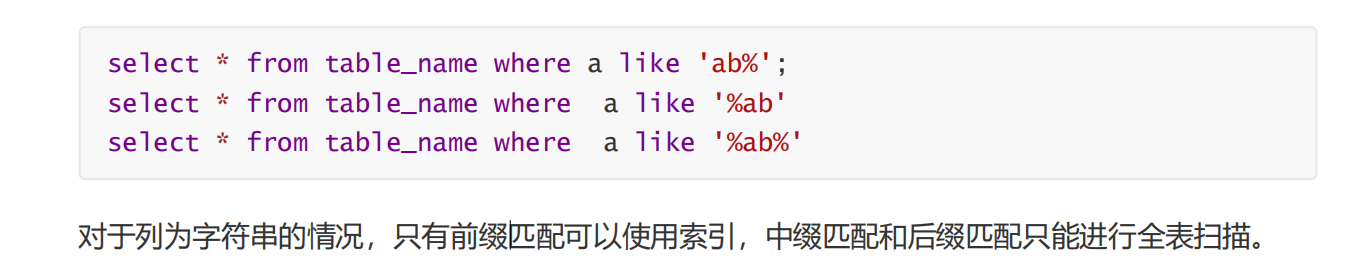 select * from table_name where a like 'ab%';
select * from table_name where  a like '%ab'
select * from table_name where  a like '%ab%'
对于列为字符串的情况，只有前缀匹配可以使用索引，中缀匹配和后缀匹配只能进行全表扫描。